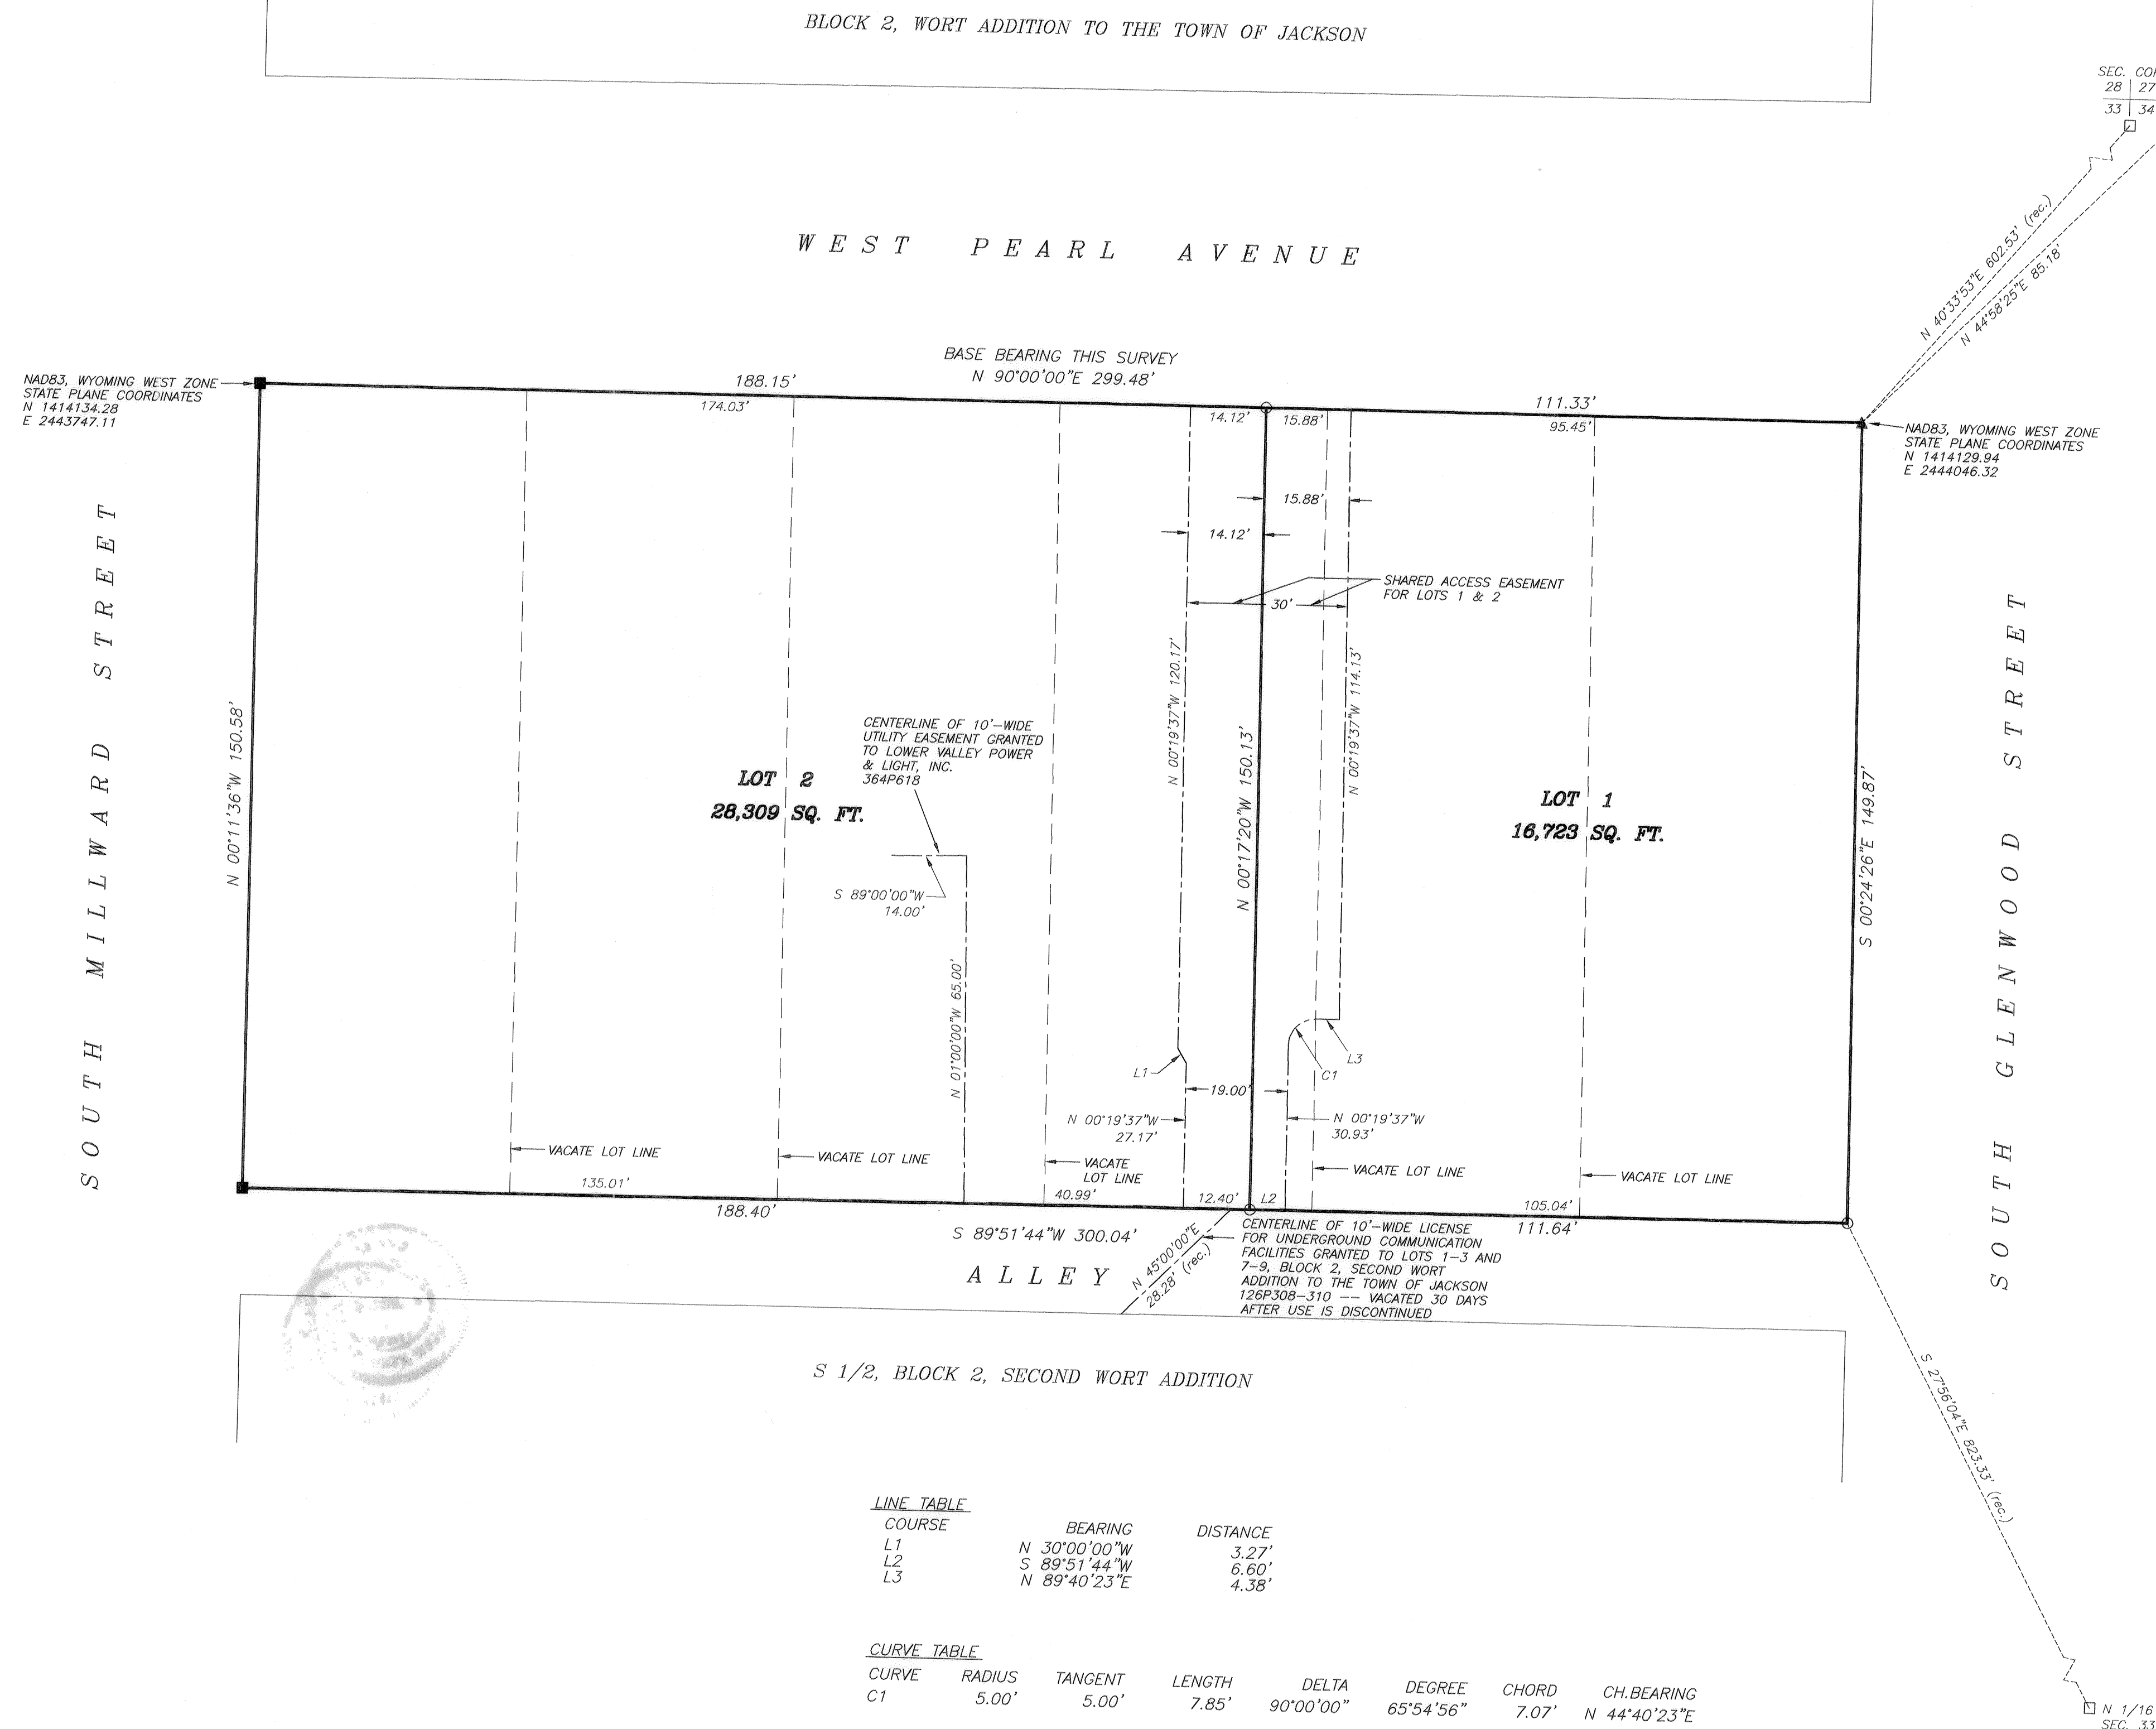 BLOCK 2, WORT ADDITION TO THE TOWN OF JACKSON
28 27
33 34
N 40°33'53"E 602.53' (rec.)
N 44°58'25"E 85.18'
WEST PEARL AVENUE
BASE BEARING THIS SURVEY
N 90°00'00"E 299.48'
NAD83, WYOMING WEST ZONE
STATE PLANE COORDINATES
N 1414134.28
E 2443747.11
188.15'
174.03'
14.12'
15.88'
111.33'
95.45'
NAD83, WYOMING WEST ZONE
STATE PLANE COORDINATES
N 1414129.94
E 2444046.32
15.88'
14.12'
SHARED ACCESS EASEMENT
FOR LOTS 1 & 2
30'
SOUTH MILLWARD STREET
N 00°11'36"W 150.58'
N 00°19'37"W 120.17'
N 00°17'20"W 150.13'
N 00°19'37"W 114.13'
CENTERLINE OF 10'-WIDE
UTILITY EASEMENT GRANTED
TO LOWER VALLEY POWER
& LIGHT, INC.
364P618
LOT 2
28,309 SQ. FT.
LOT 1
16,723 SQ. FT.
S 00°24'26"E 149.87'
SOUTH GLENWOOD STREET
S 89°00'00"W
14.00'
N 01°00'00"W 65.00'
L1
L3
C1
19.00'
N 00°19'37"W
27.17'
N 00°19'37"W
30.93'
VACATE LOT LINE
VACATE LOT LINE
VACATE
LOT LINE
VACATE LOT LINE
VACATE LOT LINE
135.01'
40.99'
12.40'
L2
105.04'
188.40'
111.64'
S 89°51'44"W 300.04'
ALLEY
N 45°00'00"E
28.28' (rec.)
CENTERLINE OF 10'-WIDE LICENSE
FOR UNDERGROUND COMMUNICATION
FACILITIES GRANTED TO LOTS 1-3 AND
7-9, BLOCK 2, SECOND WORT
ADDITION TO THE TOWN OF JACKSON
126P308-310 -- VACATED 30 DAYS
AFTER USE IS DISCONTINUED
S 1/2, BLOCK 2, SECOND WORT ADDITION
S 27°56'04"E 823.33' (rec.)
LINE TABLE
COURSE BEARING DISTANCE
L1 N 30°00'00"W 3.27'
L2 S 89°51'44"W 6.60'
L3 N 89°40'23"E 4.38'
CURVE TABLE
CURVE RADIUS TANGENT LENGTH DELTA DEGREE CHORD CH.BEARING
C1 5.00' 5.00' 7.85' 90°00'00" 65°54'56" 7.07' N 44°40'23"E
SEC.
N 1/16
SEC. 33